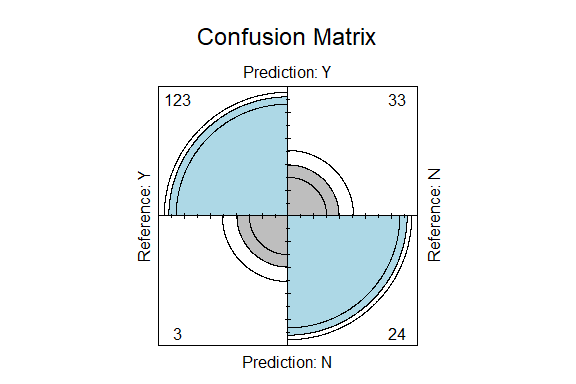 Confusion Matrix
Prediction: Y
123
33
Reference: Y
Reference: N
3
24
Prediction: N